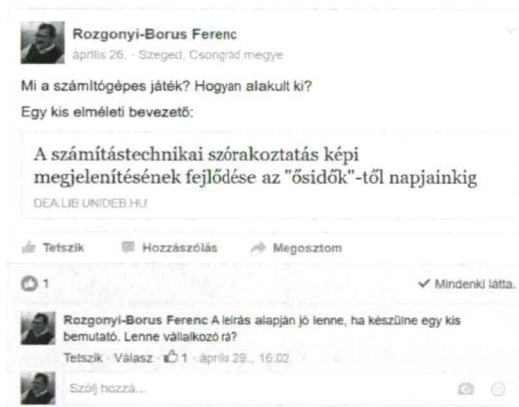 Rozgonyi-Borus Ferenc
április 26. · Szeged, Csongrád megye
Mi a számítógépes játék? Hogyan alakult ki?
Egy kis elméleti bevezető:
A számítástechnikai szórakoztatás képi
megjelenítésének fejlődése az "ősidők"-től napjainkig
DEA.LIB.UNIDEB.HU
Tetszik Hozzászólás Megosztom
1 Mindenki látta.
Rozgonyi-Borus Ferenc A leírás alapján jó lenne, ha készülne egy kis
bemutató. Lenne vállalkozó rá?
Tetszik · Válasz · 1 · április 29., 16:02
Szólj hozzá...